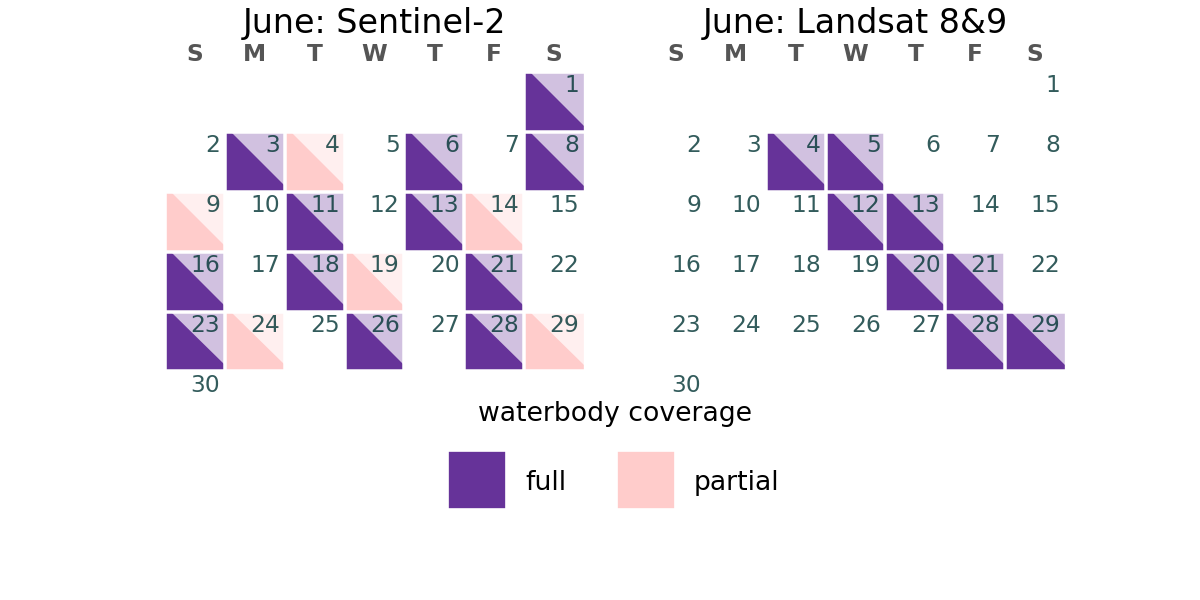 June: Sentinel-2
S M T W T F S
1
2 3 4 5 6 7 8
9 10 11 12 13 14 15
16 17 18 19 20 21 22
23 24 25 26 27 28 29
30
June: Landsat 8&9
S M T W T F S
1
2 3 4 5 6 7 8
9 10 11 12 13 14 15
16 17 18 19 20 21 22
23 24 25 26 27 28 29
30
waterbody coverage
full
partial